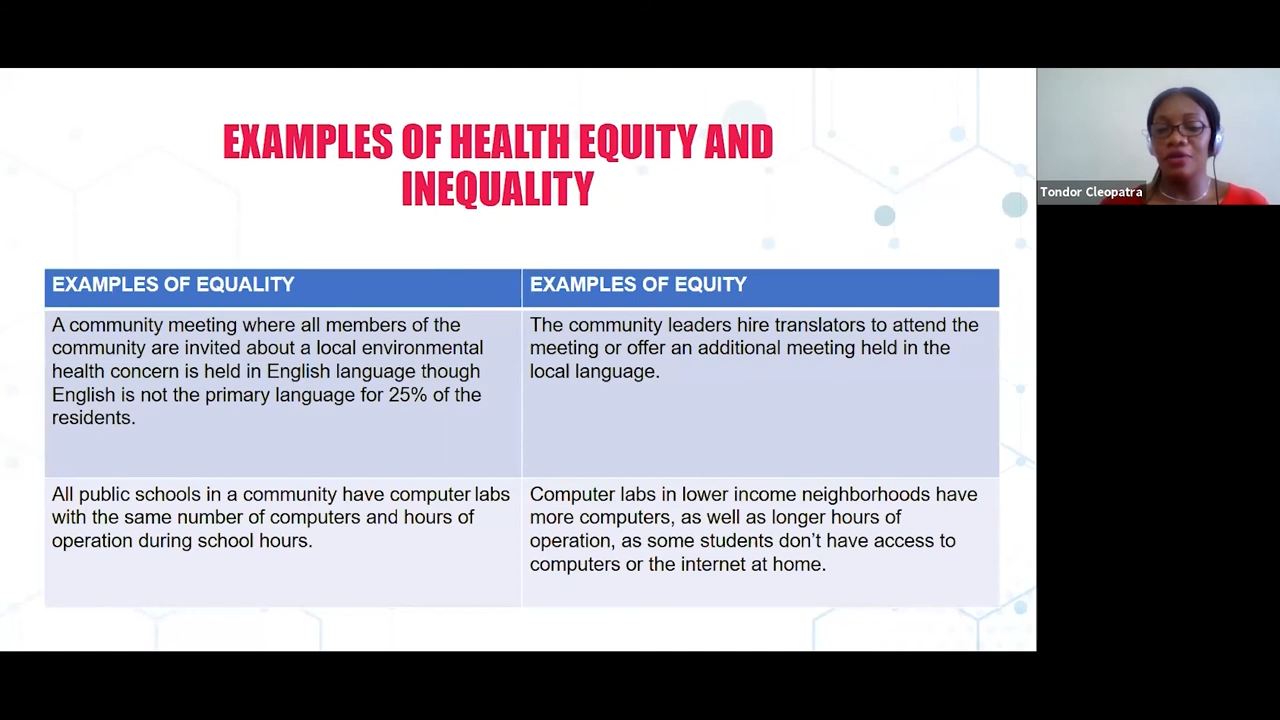 EXAMPLES OF HEALTH EQUITY AND
INEQUALITY
Tondor Cleopatra
EXAMPLES OF EQUALITY
EXAMPLES OF EQUITY
A community meeting where all members of the
community are invited about a local environmental
health concern is held in English language though
English is not the primary language for 25% of the
residents.
The community leaders hire translators to attend the
meeting or offer an additional meeting held in the
local language.
All public schools in a community have computer labs
with the same number of computers and hours of
operation during school hours.
Computer labs in lower income neighborhoods have
more computers, as well as longer hours of
operation, as some students don’t have access to
computers or the internet at home.